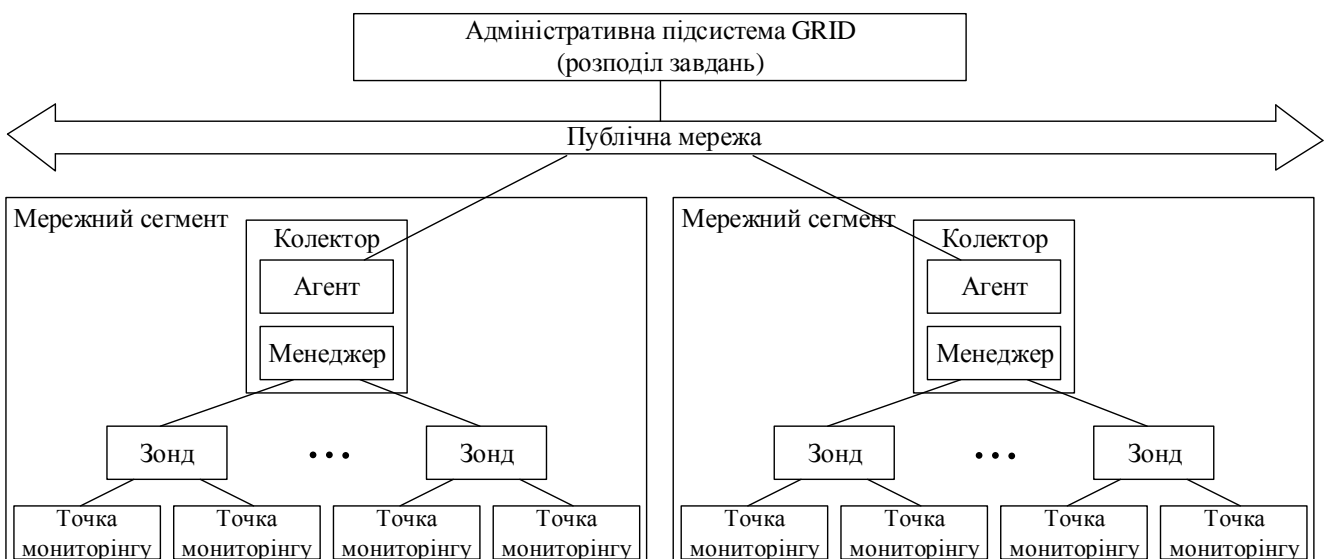 Адміністративна підсистема GRID
(розподіл завдань)
Публічна мережа
Мережний сегмент
Колектор
Агент
Менеджер
Зонд
• • •
Зонд
Точка
мониторінгу
Точка
мониторінгу
Точка
мониторінгу
Точка
мониторінгу
Мережний сегмент
Колектор
Агент
Менеджер
Зонд
• • •
Зонд
Точка
мониторінгу
Точка
мониторінгу
Точка
мониторінгу
Точка
мониторінгу